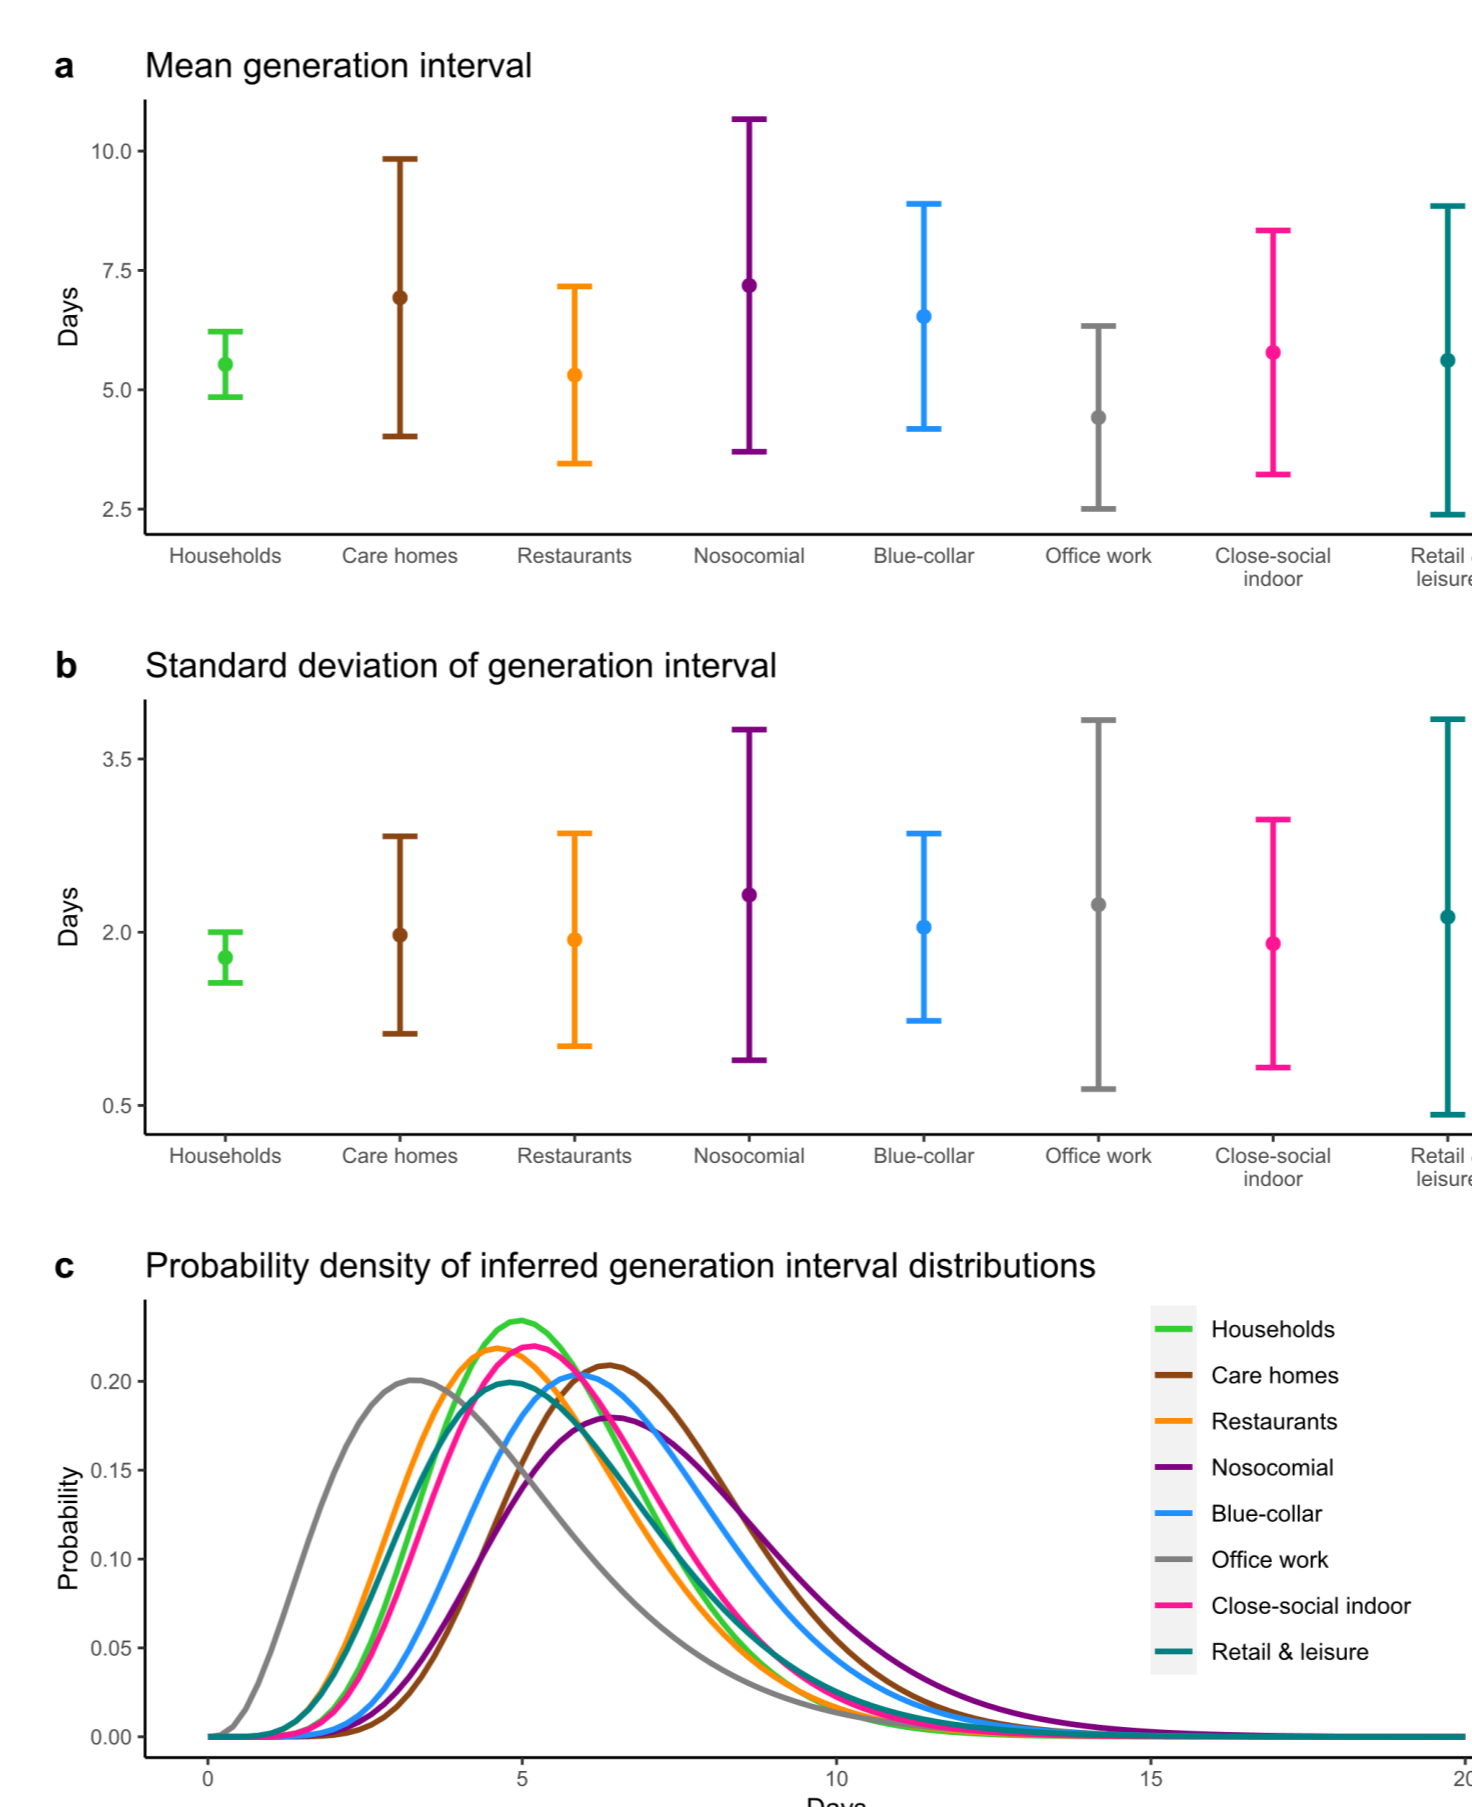 a Mean generation interval
10.0
7.5
5.0
2.5
Days
Households Care homes Restaurants Nosocomial Blue-collar Office work Close-social indoor Retail
b Standard deviation of generation interval
3.5
2.0
0.5
Days
Households Care homes Restaurants Nosocomial Blue-collar Office work Close-social indoor Retail
c Probability density of inferred generation interval distributions
0.20
0.15
0.10
0.05
0.00
Probability
Households
Care homes
Restaurants
Nosocomial
Blue-collar
Office work
Close-social indoor
Retail & leisure
0 5 10 15 20
Days